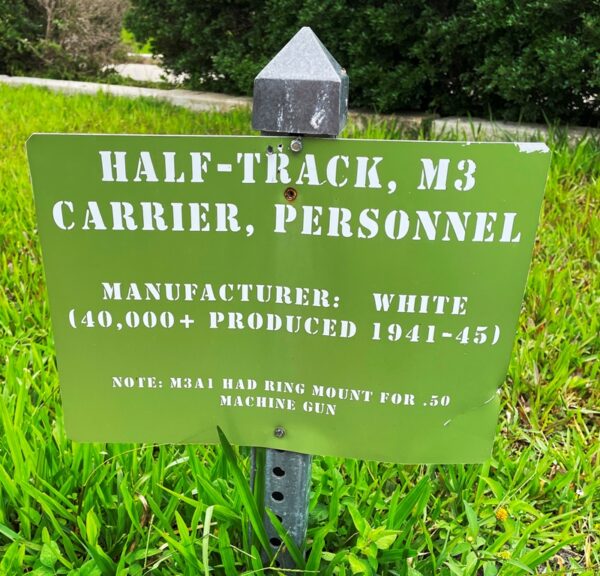 HALF-TRACK, M3
CARRIER, PERSONNEL
MANUFACTURER: WHITE
(40,000+ PRODUCED 1941-45)
NOTE: M3A1 HAD RING MOUNT FOR .50
MACHINE GUN